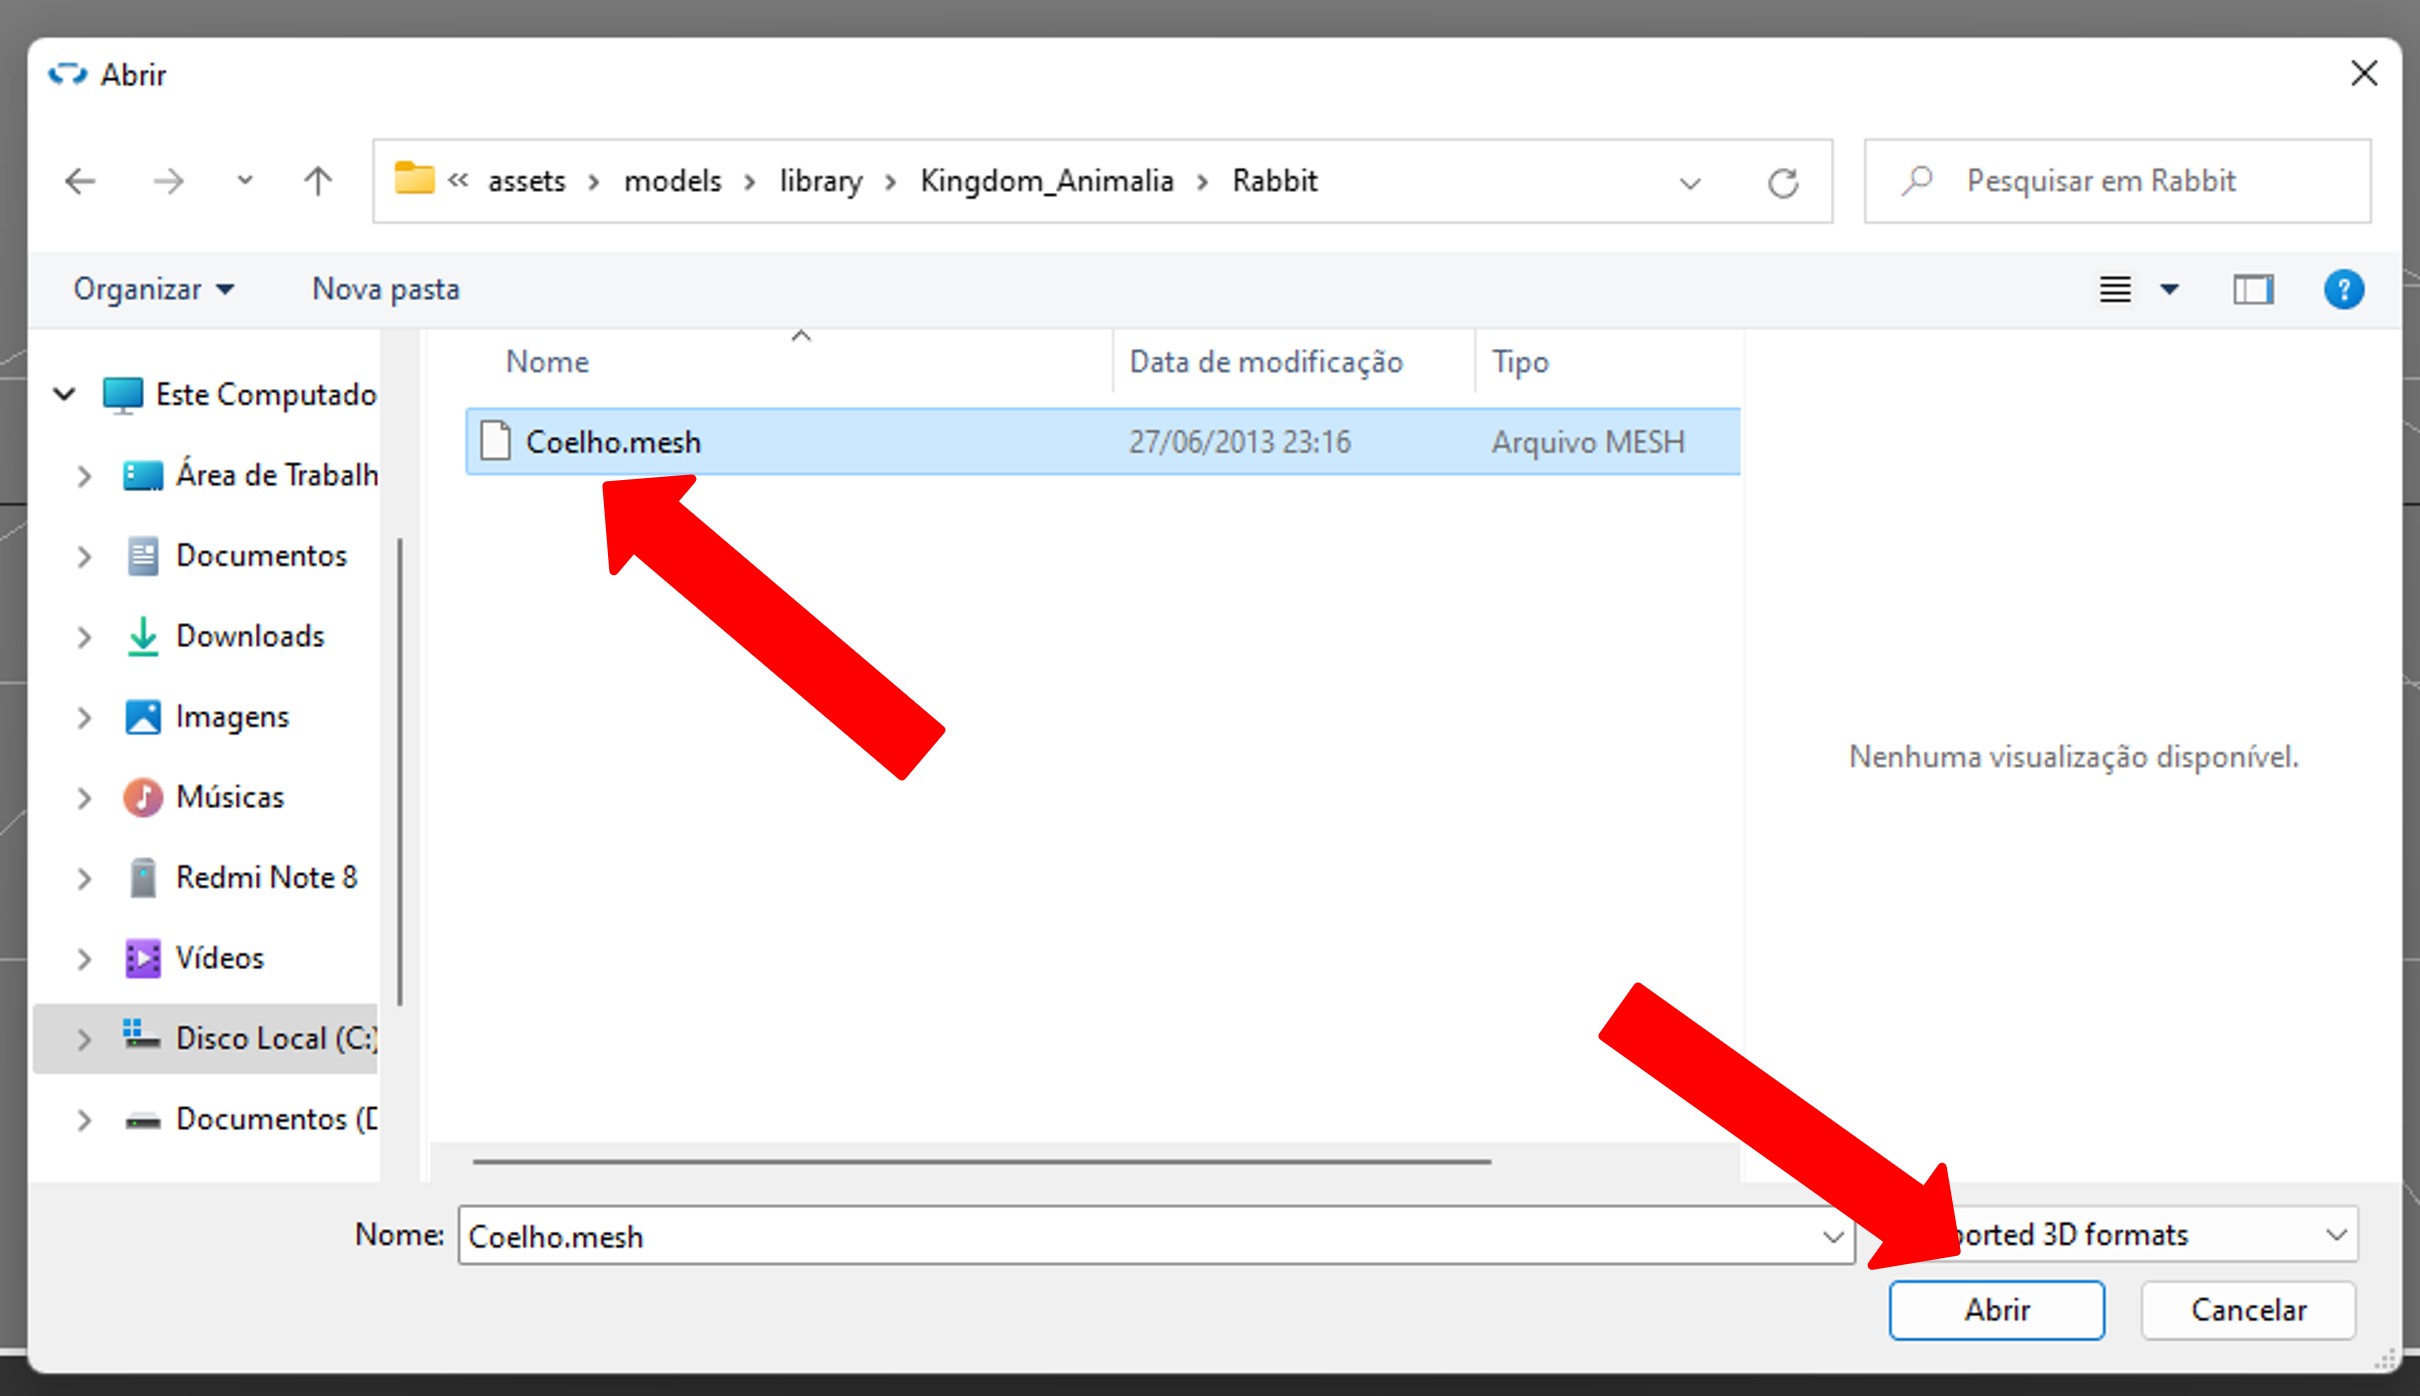 Abrir
« assets › models › library › Kingdom_Animalia › Rabbit
Pesquisar em Rabbit
Organizar
Nova pasta
Nome
Data de modificação
Tipo
Este Computado
Coelho.mesh
27/06/2013 23:16
Arquivo MESH
Área de Trabalh
Documentos
Downloads
Imagens
Nenhuma visualização disponível.
Músicas
Redmi Note 8
Vídeos
Disco Local (C:)
Documentos (D
Nome:
Coelho.mesh
3D formats
Abrir
Cancelar